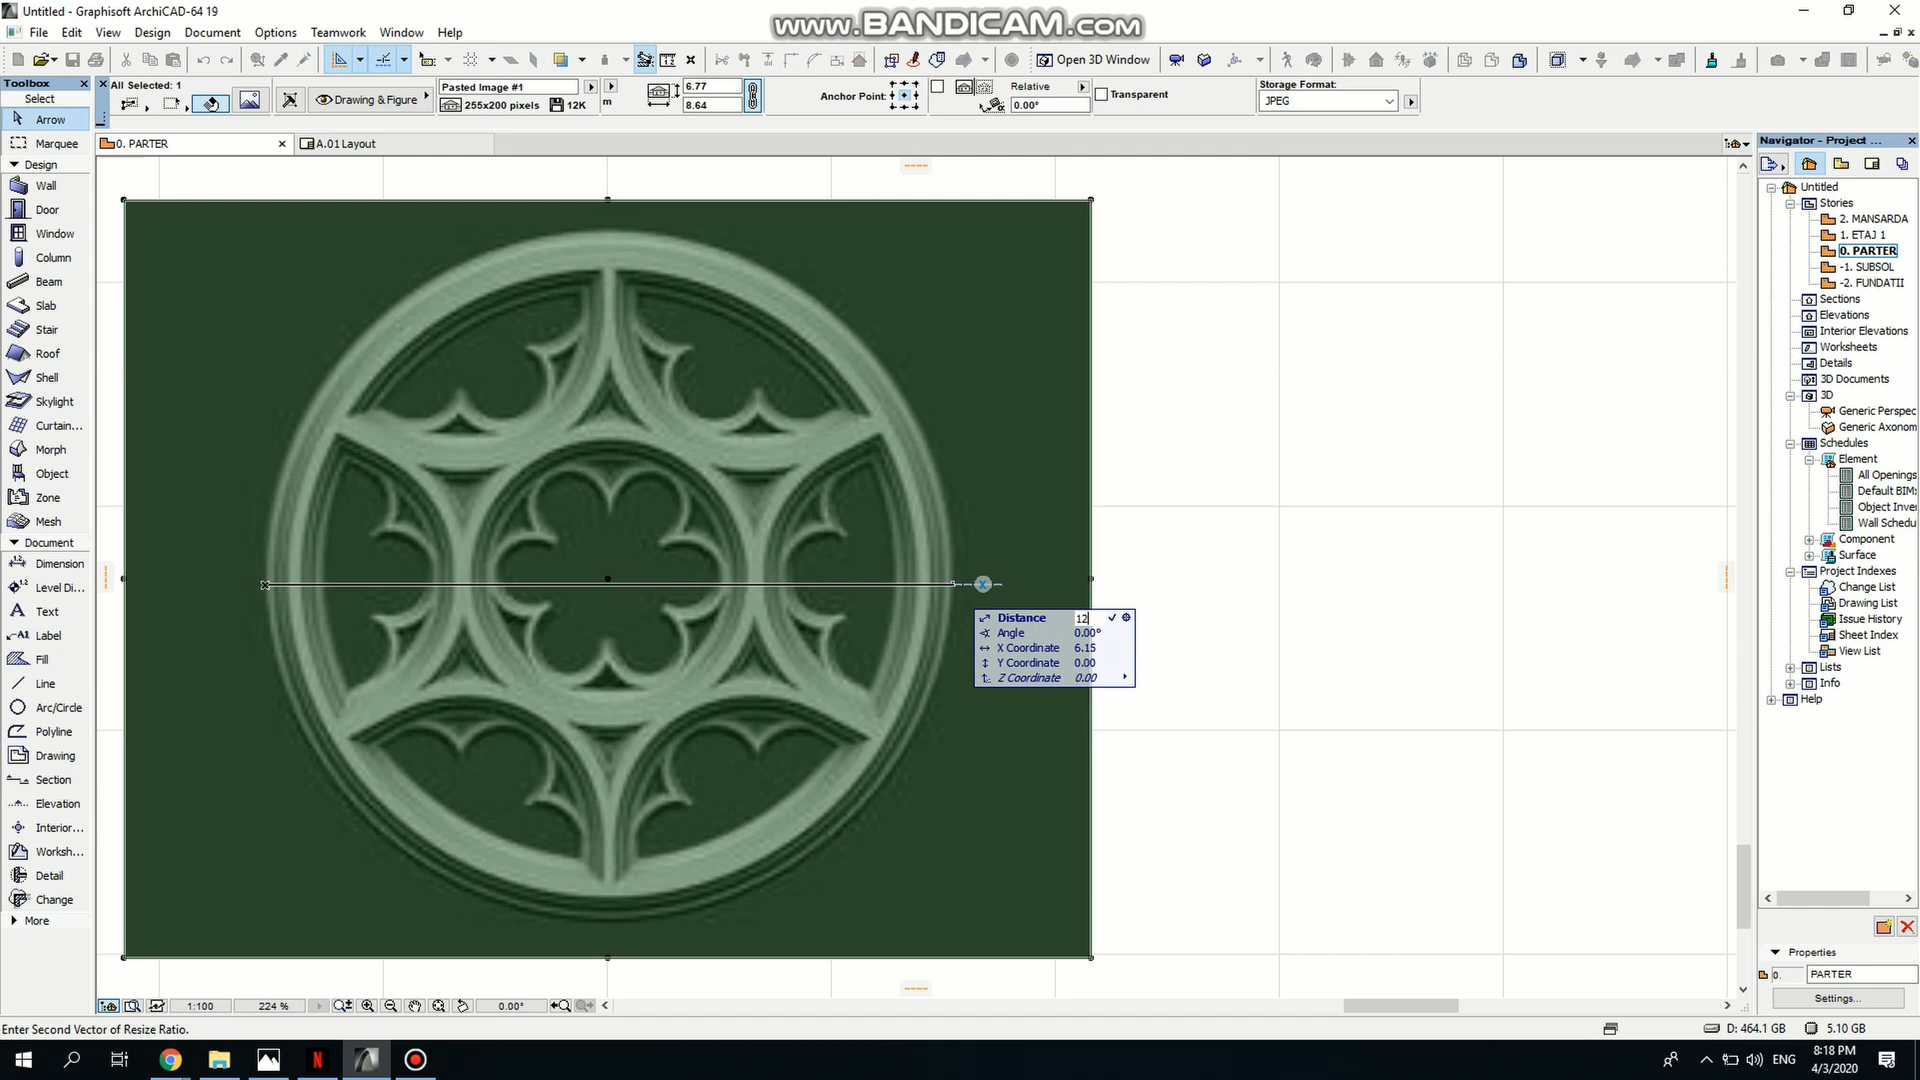 Untitled - Graphisoft ArchiCAD-64 19
www.BANDICAM.com
File Edit View Design Document Options Teamwork Window Help
Open 3D Window
Toolbox
Select
Arrow
Marquee
Design
Wall
Door
Window
Column
Beam
Slab
Stair
Roof
Shell
Skylight
Curtain...
Morph
Object
Zone
Mesh
Document
Dimension
Level Di...
Text
Label
Fill
Line
Arc/Circle
Polyline
Drawing
Section
Elevation
Interior...
Worksh...
Detail
Change
More
All Selected: 1
Drawing & Figure
Pasted Image #1
255x200 pixels 12K
m
6.77
8.64
Anchor Point:
Relative
0.00°
Transparent
Storage Format:
JPEG
0. PARTER
A.01 Layout
Distance 12
Angle 0.00°
X Coordinate 6.15
Y Coordinate 0.00
Z Coordinate 0.00
Navigator - Project ...
Untitled
Stories
2. MANSARDA
1. ETAJ 1
0. PARTER
-1. SUBSOL
-2. FUNDATII
Sections
Elevations
Interior Elevations
Worksheets
Details
3D Documents
3D
Generic Perspec
Generic Axonom
Schedules
Element
All Openings
Default BIM
Object Inve
Wall Schedu
Component
Surface
Project Indexes
Change List
Drawing List
Issue History
Sheet Index
View List
Lists
Info
Help
Properties
0. PARTER
Settings...
1:100 224 % 0.00°
Enter Second Vector of Resize Ratio.
D: 464.1 GB 5.10 GB
ENG
8:18 PM
4/3/2020